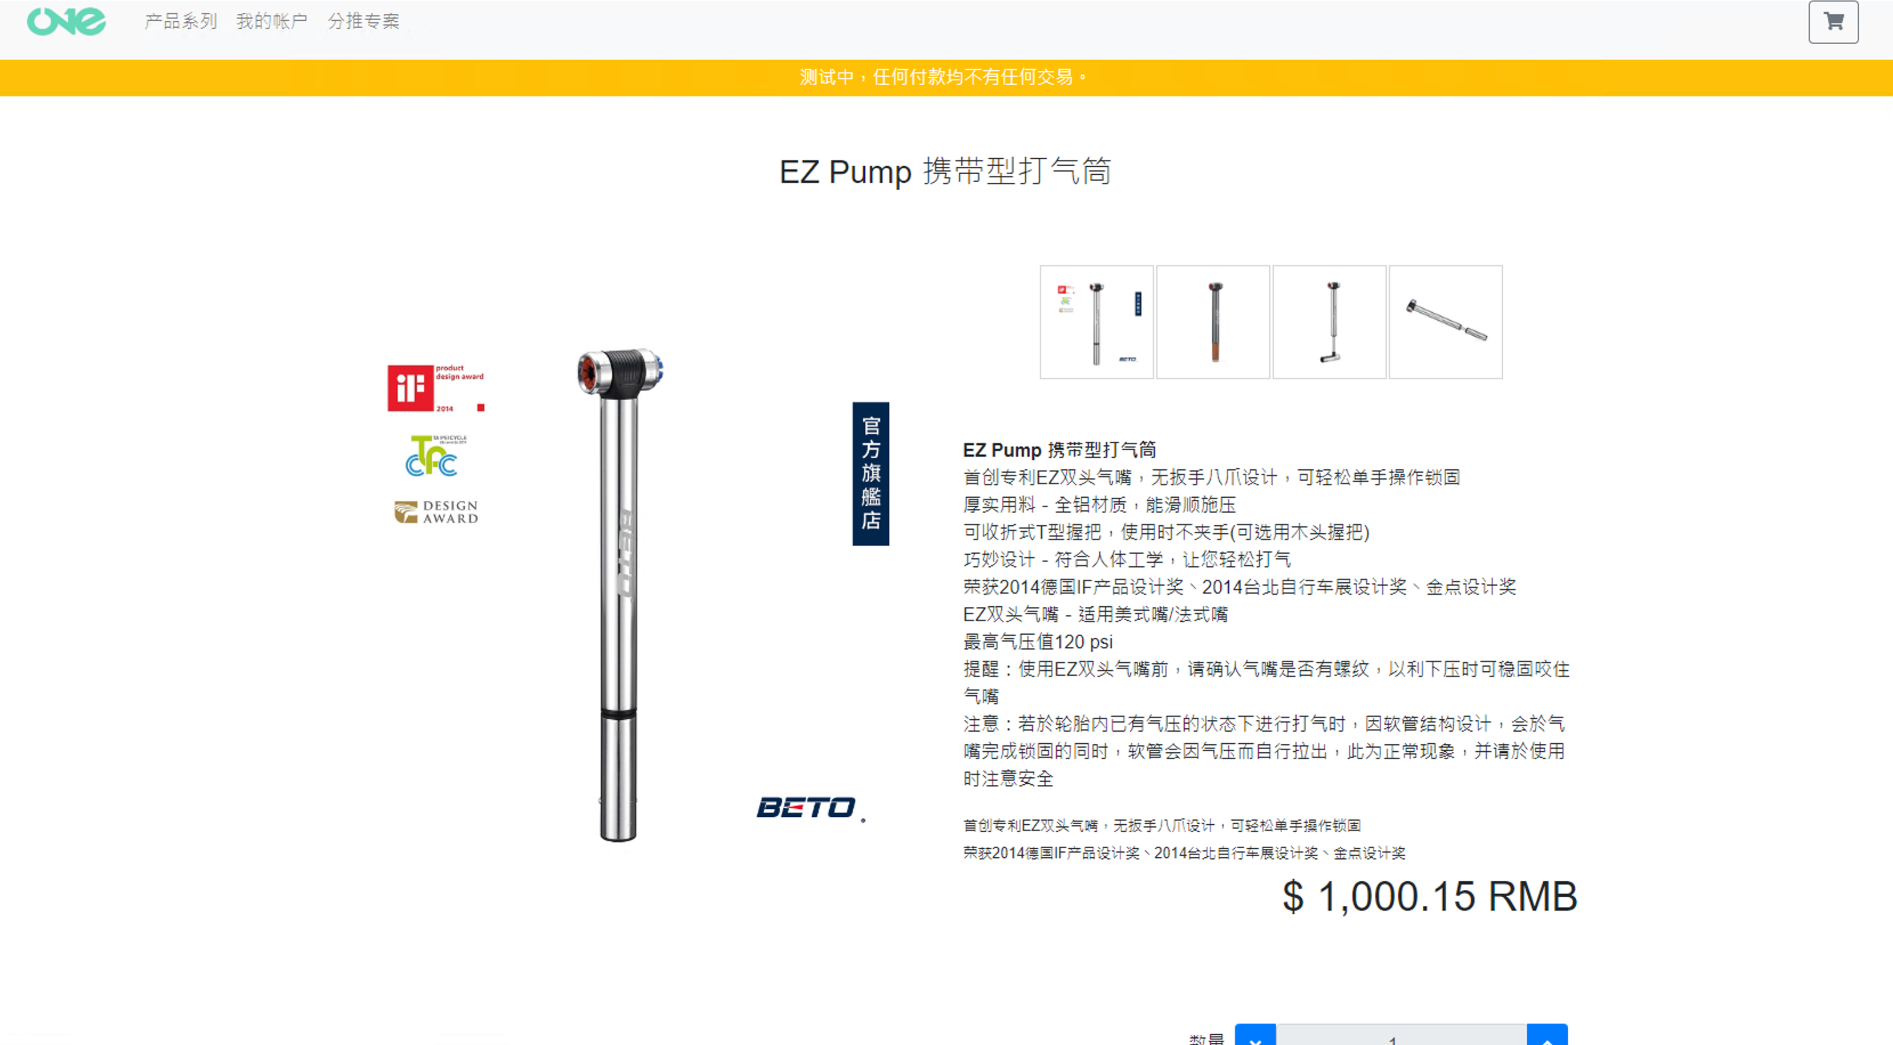 ONE
产品系列 我的帐户 分推专案
测试中，任何付款均不有任何交易。
EZ Pump 携带型打气筒
iF
product
design award
2014
DESIGN
AWARD
官方旗艦店
BETO
BETO
EZ Pump 携带型打气筒
首创专利EZ双头气嘴，无扳手八爪设计，可轻松单手操作锁固
厚实用料 - 全铝材质，能滑顺施压
可收折式T型握把，使用时不夹手(可选用木头握把)
巧妙设计 - 符合人体工学，让您轻松打气
荣获2014德国IF产品设计奖、2014台北自行车展设计奖、金点设计奖
EZ双头气嘴 - 适用美式嘴/法式嘴
最高气压值120 psi
提醒：使用EZ双头气嘴前，请确认气嘴是否有螺纹，以利下压时可稳固咬住
气嘴
注意：若於轮胎内已有气压的状态下进行打气时，因软管结构设计，会於气
嘴完成锁固的同时，软管会因气压而自行拉出，此为正常现象，并请於使用
时注意安全
首创专利EZ双头气嘴，无扳手八爪设计，可轻松单手操作锁固
荣获2014德国IF产品设计奖、2014台北自行车展设计奖、金点设计奖
$ 1,000.15 RMB
数量 1